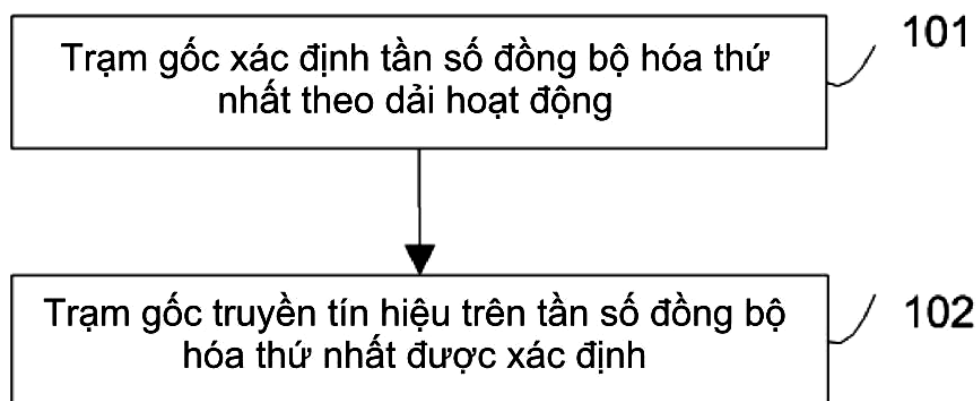 Trạm gốc xác định tần số đồng bộ hóa thứ
nhất theo dải hoạt động
101
Trạm gốc truyền tín hiệu trên tần số đồng bộ
hóa thứ nhất được xác định
102